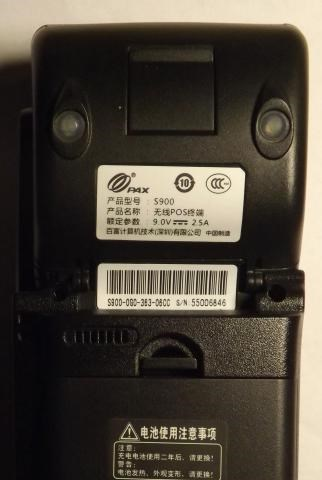 PAX
10
CCC
产品型号: S900
产品名称: 无线POS终端
额定参数: 9.0V 2.5A
百富计算机技术(深圳)有限公司 中国制造
S900-0G0-363-06CC S/N 55006846
电池使用注意事项
注意:
充电电池使用二年后、请更换!
警告:
电池发热、外观变形、请更换!